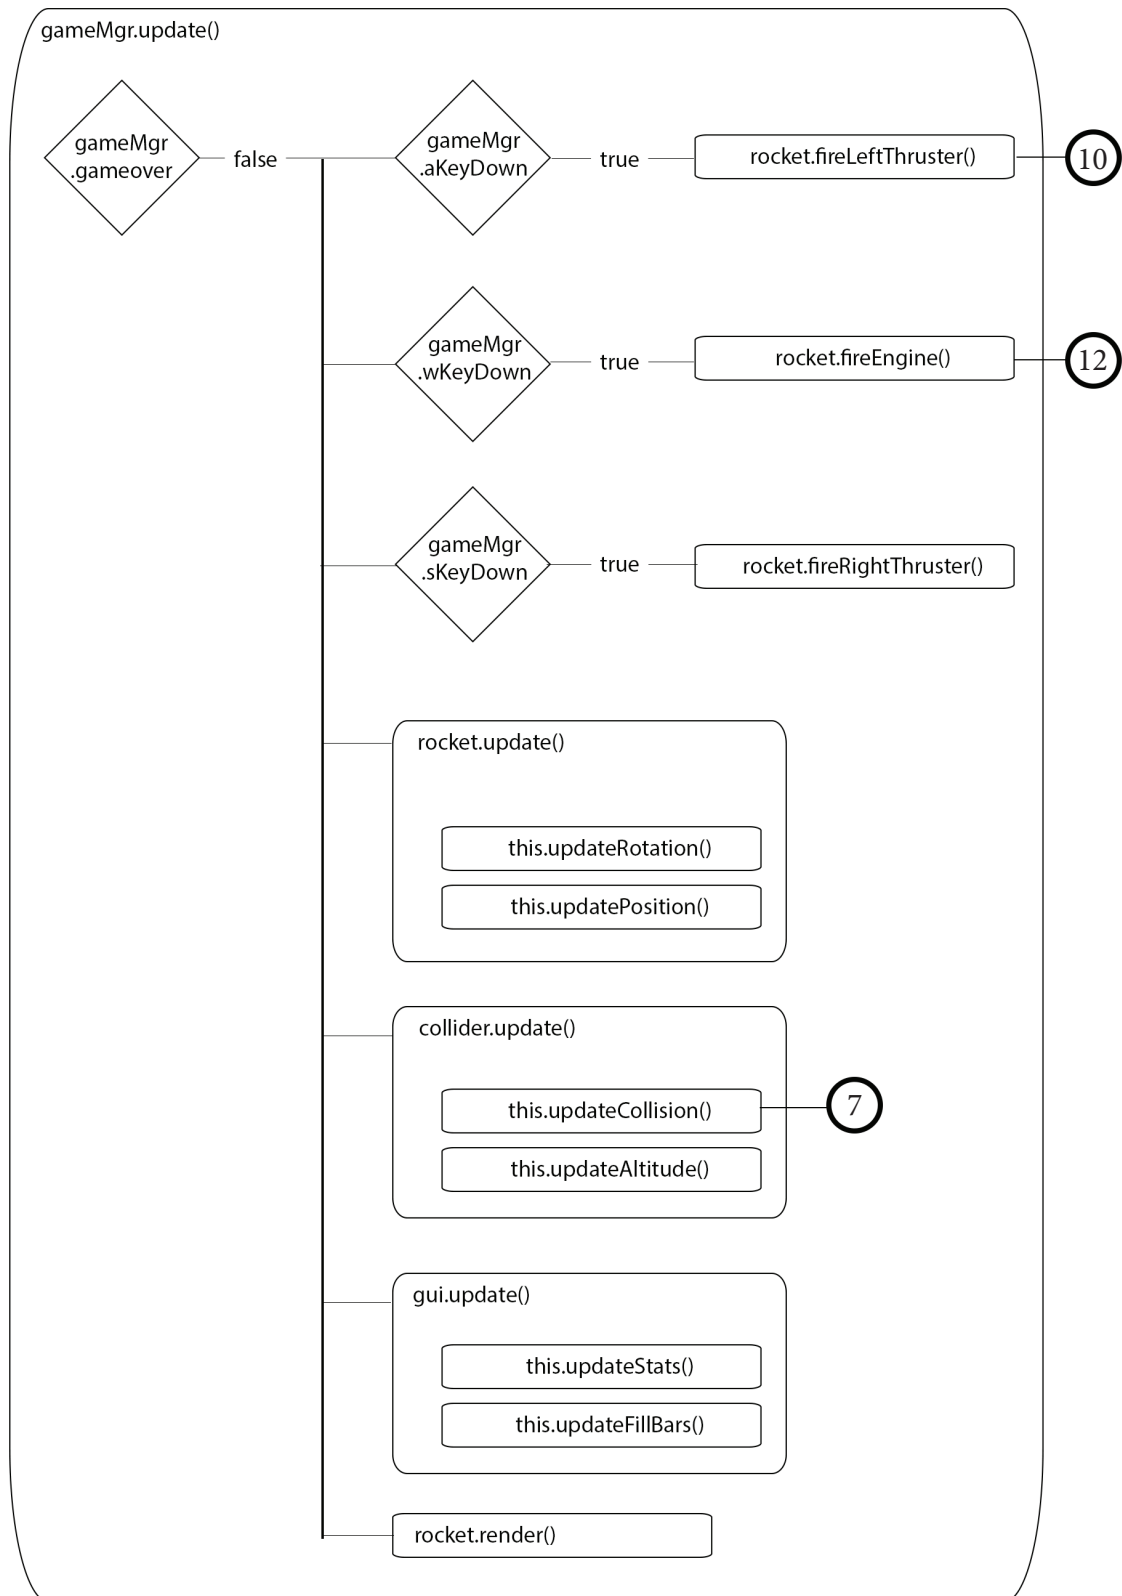 gameMgr.update()
gameMgr
.gameover
false
gameMgr
.aKeyDown
true
rocket.fireLeftThruster()
10
gameMgr
.wKeyDown
true
rocket.fireEngine()
12
gameMgr
.sKeyDown
true
rocket.fireRightThruster()
rocket.update()
this.updateRotation()
this.updatePosition()
collider.update()
this.updateCollision()
7
this.updateAltitude()
gui.update()
this.updateStats()
this.updateFillBars()
rocket.render()